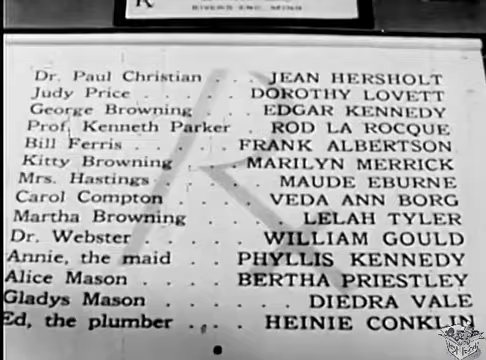 R
RIVERS END, MINN
Dr. Paul Christian . . . JEAN HERSHOLT
Judy Price . . . . . DOROTHY LOVETT
George Browning . . . EDGAR KENNEDY
Prof. Kenneth Parker . ROD LA ROCQUE
Bill Ferris . . . . . FRANK ALBERTSON
Kitty Browning . . . . MARILYN MERRICK
Mrs. Hastings . . . . . MAUDE EBURNE
Carol Compton . . . . VEDA ANN BORG
Martha Browning . . . . . LELAH TYLER
Dr. Webster . . . . . WILLIAM GOULD
Annie, the maid . . PHYLLIS KENNEDY
Alice Mason . . . . BERTHA PRIESTLEY
Gladys Mason . . . . . . DIEDRA VALE
Ed, the plumber . . . HEINIE CONKLIN